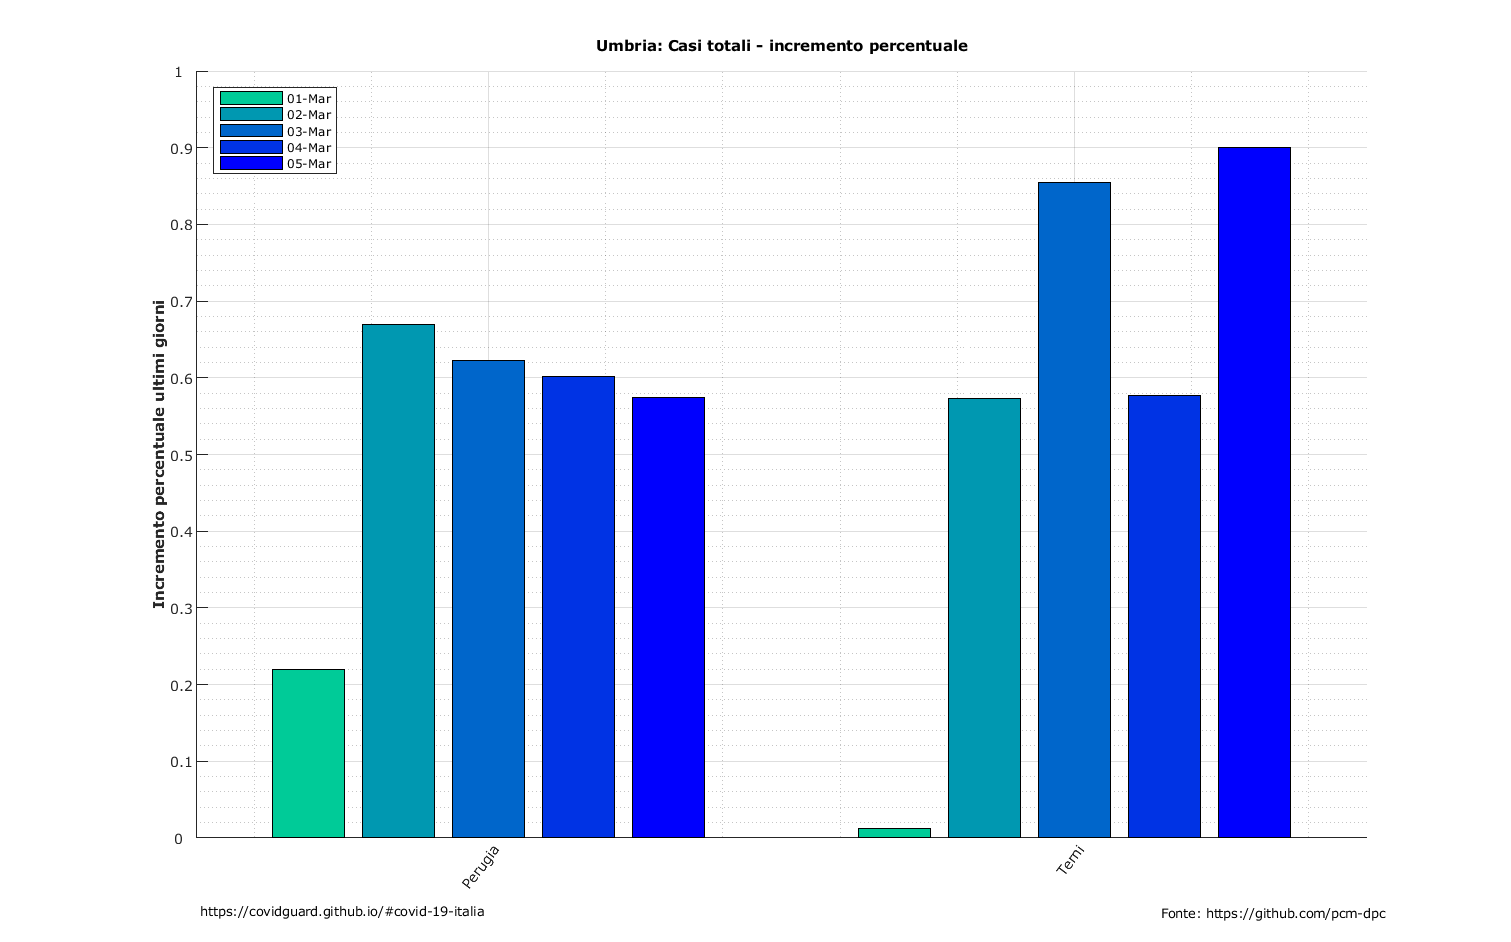 Umbria: Casi totali - incremento percentuale
1
0.9
0.8
0.7
0.6
0.5
0.4
0.3
0.2
0.1
0
Incremento percentuale ultimi giorni
01-Mar
02-Mar
03-Mar
04-Mar
05-Mar
Perugia
Terni
https://covidguard.github.io/#covid-19-italia
Fonte: https://github.com/pcm-dpc